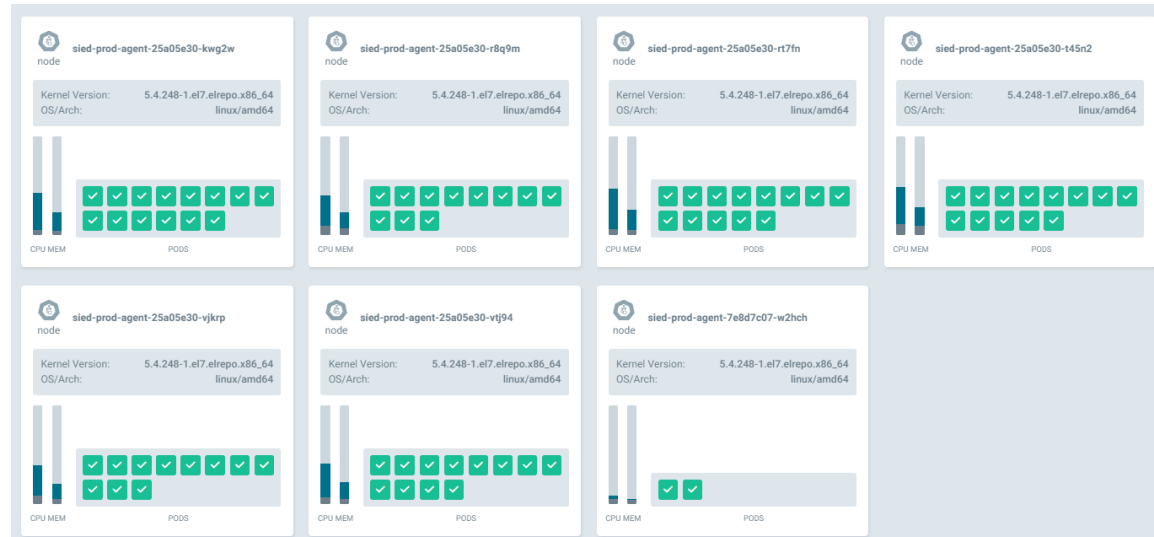 sied-prod-agent-25a05e30-kwg2w
node
Kernel Version: 5.4.248-1.el7.elrepo.x86_64
OS/Arch: linux/amd64
CPU MEM PODS
sied-prod-agent-25a05e30-r8q9m
node
Kernel Version: 5.4.248-1.el7.elrepo.x86_64
OS/Arch: linux/amd64
CPU MEM PODS
sied-prod-agent-25a05e30-rt7fn
node
Kernel Version: 5.4.248-1.el7.elrepo.x86_64
OS/Arch: linux/amd64
CPU MEM PODS
sied-prod-agent-25a05e30-t45n2
node
Kernel Version: 5.4.248-1.el7.elrepo.x86_64
OS/Arch: linux/amd64
CPU MEM PODS
sied-prod-agent-25a05e30-vjkrp
node
Kernel Version: 5.4.248-1.el7.elrepo.x86_64
OS/Arch: linux/amd64
CPU MEM PODS
sied-prod-agent-25a05e30-vtj94
node
Kernel Version: 5.4.248-1.el7.elrepo.x86_64
OS/Arch: linux/amd64
CPU MEM PODS
sied-prod-agent-7e8d7c07-w2hch
node
Kernel Version: 5.4.248-1.el7.elrepo.x86_64
OS/Arch: linux/amd64
CPU MEM PODS